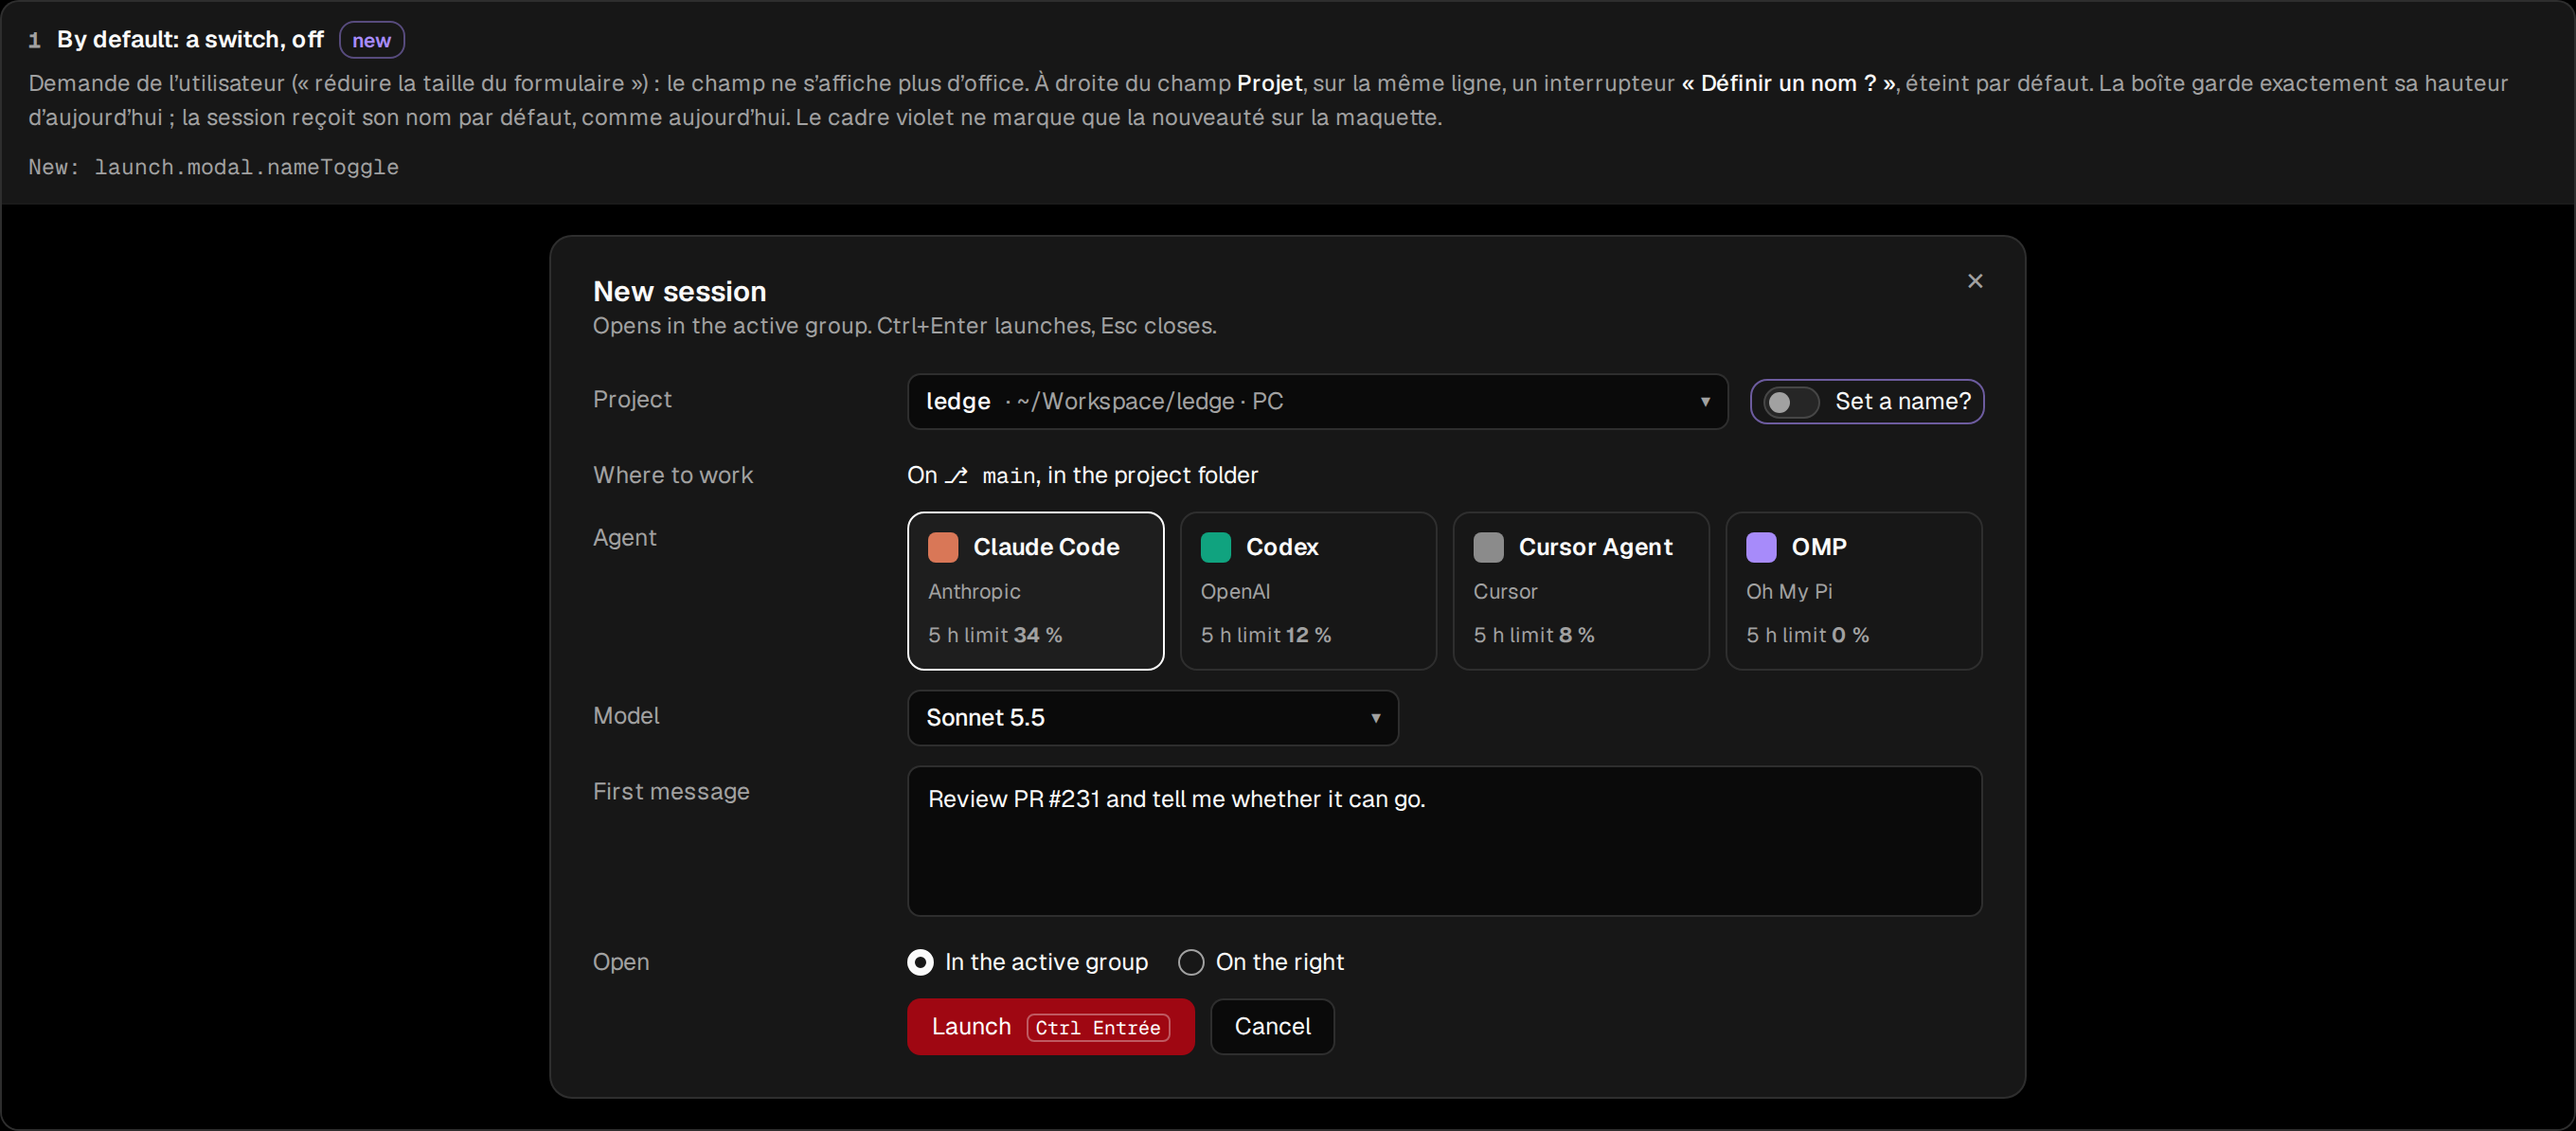 1 By default: a switch, off new
Demande de l’utilisateur (« réduire la taille du formulaire ») : le champ ne s’affiche plus d’office. À droite du champ Projet, sur la même ligne, un interrupteur « Définir un nom ? », éteint par défaut. La boîte garde exactement sa hauteur
d’aujourd’hui ; la session reçoit son nom par défaut, comme aujourd’hui. Le cadre violet ne marque que la nouveauté sur la maquette.
New: launch.modal.nameToggle
New session
Opens in the active group. Ctrl+Enter launches, Esc closes.
Project
ledge · ~/Workspace/ledge · PC
Set a name?
Where to work
On ⎇ main, in the project folder
Agent
Claude Code
Anthropic
5 h limit 34 %
Codex
OpenAI
5 h limit 12 %
Cursor Agent
Cursor
5 h limit 8 %
OMP
Oh My Pi
5 h limit 0 %
Model
Sonnet 5.5
First message
Review PR #231 and tell me whether it can go.
Open
In the active group
On the right
Launch Ctrl Entrée
Cancel